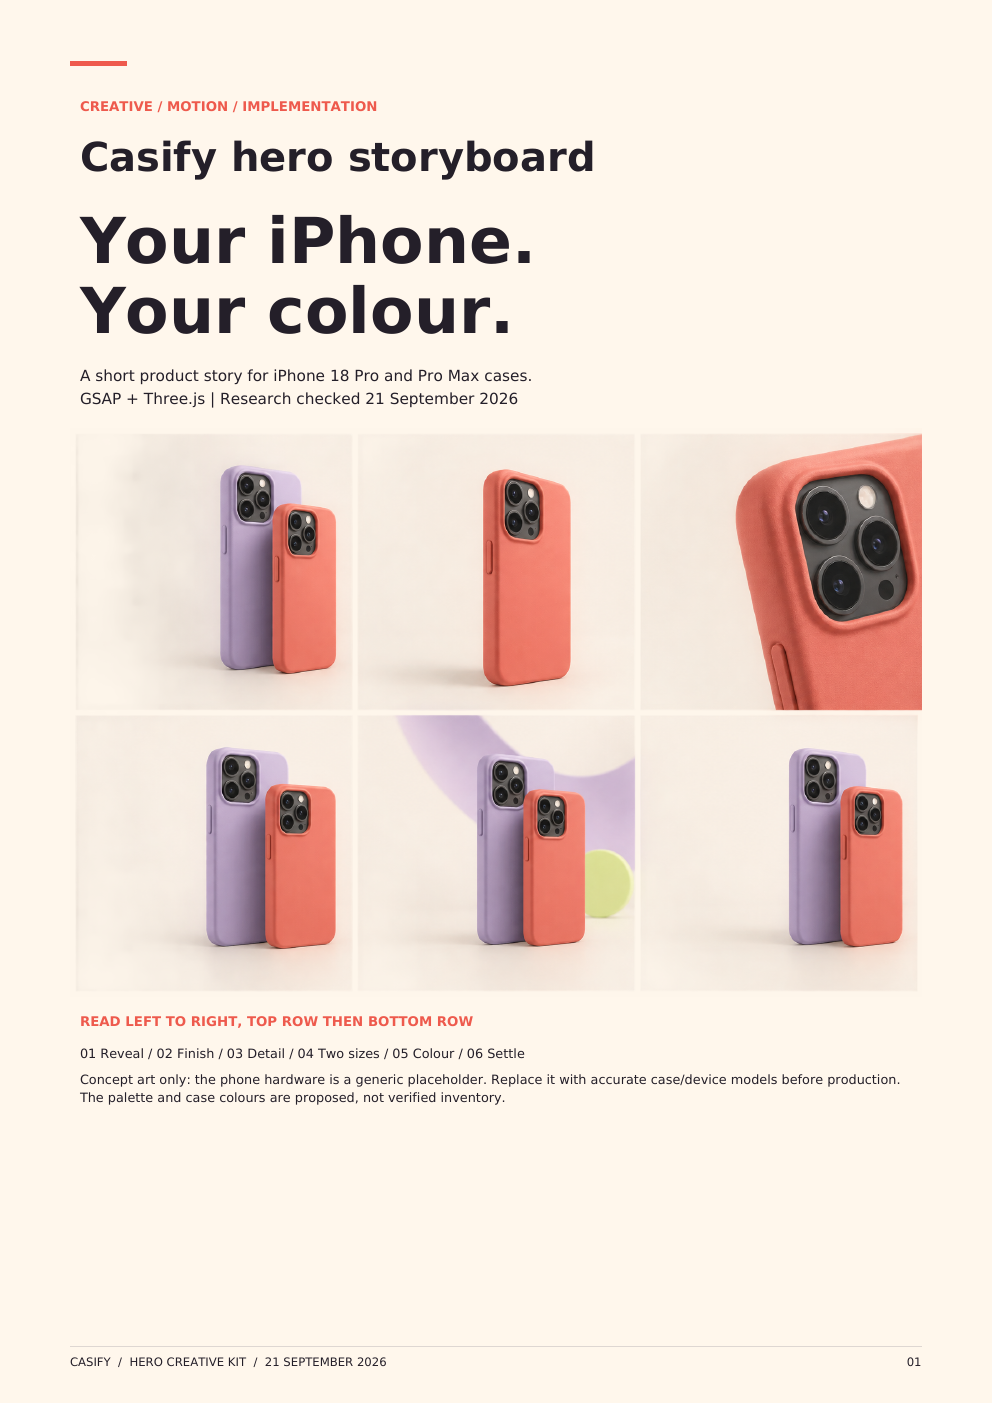 CREATIVE / MOTION / IMPLEMENTATION
Casify hero storyboard
Your iPhone.
Your colour.
A short product story for iPhone 18 Pro and Pro Max cases.
GSAP + Three.js | Research checked 21 September 2026
READ LEFT TO RIGHT, TOP ROW THEN BOTTOM ROW
01 Reveal / 02 Finish / 03 Detail / 04 Two sizes / 05 Colour / 06 Settle
Concept art only: the phone hardware is a generic placeholder. Replace it with accurate case/device models before production.
The palette and case colours are proposed, not verified inventory.
CASIFY / HERO CREATIVE KIT / 21 SEPTEMBER 2026
01